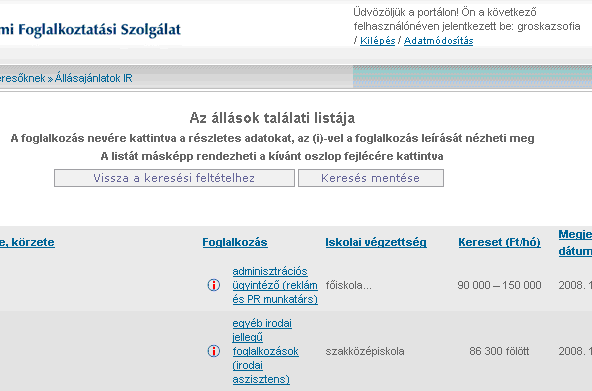 mi Foglalkoztatási Szolgálat
Üdvözöljük a portálon! Ön a következő
felhasználónéven jelentkezett be: groskazsofia
/ Kilépés / Adatmódosítás
eresőknek » Állásajánlatok IR
Az állások találati listája
A foglalkozás nevére kattintva a részletes adatokat, az (i)-vel a foglalkozás leírását nézheti meg
A listát másképp rendezheti a kívánt oszlop fejlécére kattintva
Vissza a keresési feltételhez Keresés mentése
Megje
e, körzete Foglalkozás Iskolai végzettség Kereset (Ft/hó)
dátum
adminisztrációs
ügyintéző (reklám főiskola... 90 000 – 150 000 2008. 1
és PR munkatárs)
egyéb irodai
jellegű
foglalkozások szakközépiskola 86 300 fölött 2008. 1
(irodai
aszisztens)